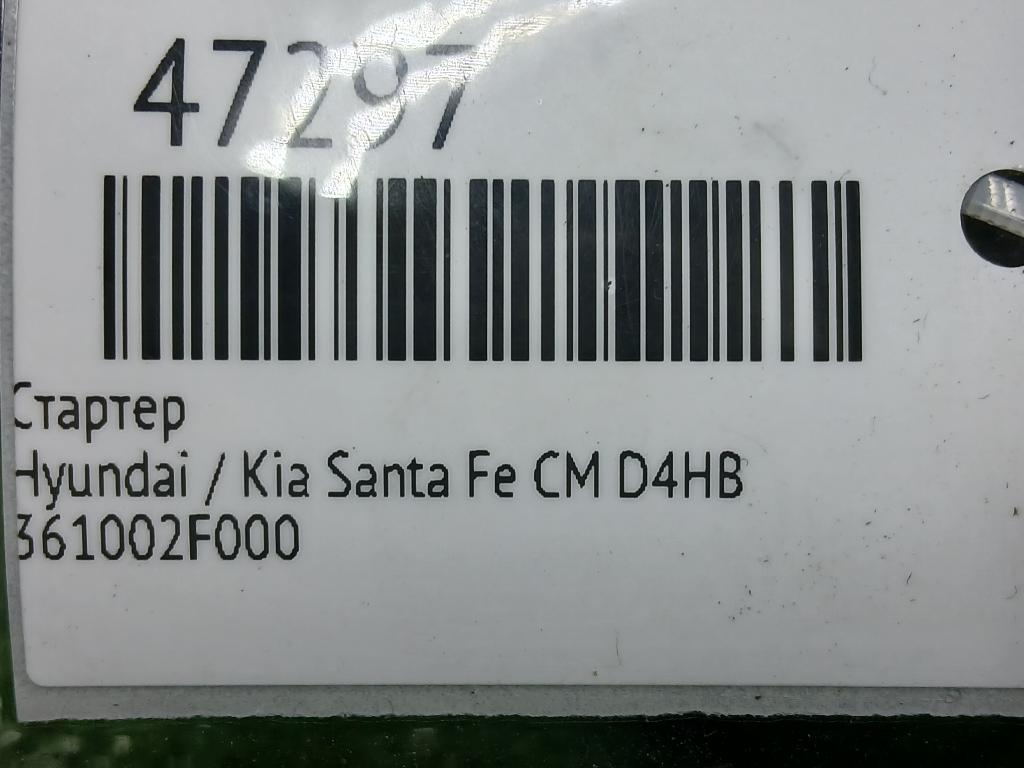 47297
Стартер
Hyundai / Kia Santa Fe CM D4HB
361002F000